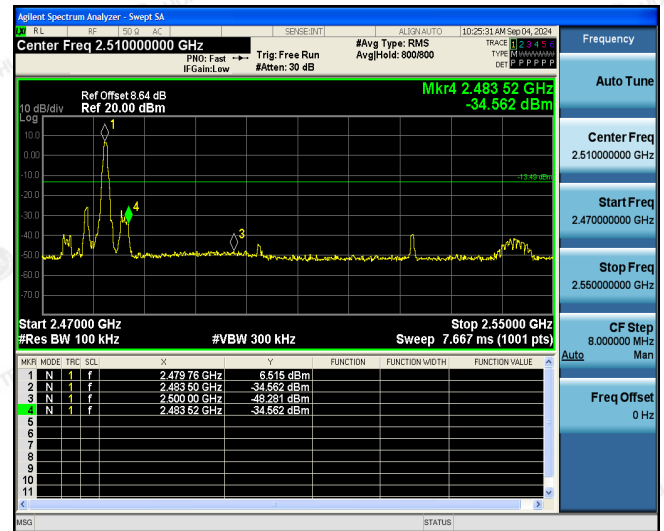 Agilent Spectrum Analyzer - Swept SA
LXI RL RF 50 Ω AC SENSE:INT ALIGN AUTO 10:25:31 AM Sep 04, 2024
Center Freq 2.510000000 GHz
PNO: Fast
IFGain:Low
Trig: Free Run
#Atten: 30 dB
#Avg Type: RMS
Avg|Hold: 800/800
TRACE 1 2 3 4 5 6
TYPE M
DET P P P P P P
Ref Offset 8.64 dB
10 dB/div Ref 20.00 dBm
Log
Mkr4 2.483 52 GHz
-34.562 dBm
10.0
0.00
-10.0
-20.0
-30.0
-40.0
-50.0
-60.0
-70.0
1
4
3
-13.49 dBm
Start 2.47000 GHz Stop 2.55000 GHz
#Res BW 100 kHz #VBW 300 kHz Sweep 7.667 ms (1001 pts)
MKR MODE TRC SCL X Y FUNCTION FUNCTION WIDTH FUNCTION VALUE
1 N 1 f 2.479 76 GHz 6.515 dBm
2 N 1 f 2.483 50 GHz -34.562 dBm
3 N 1 f 2.500 00 GHz -48.281 dBm
4 N 1 f 2.483 52 GHz -34.562 dBm
5
6
7
8
9
10
11
MSG STATUS
Frequency
Auto Tune
Center Freq
2.510000000 GHz
Start Freq
2.470000000 GHz
Stop Freq
2.550000000 GHz
CF Step
8.000000 MHz
Auto Man
Freq Offset
0 Hz